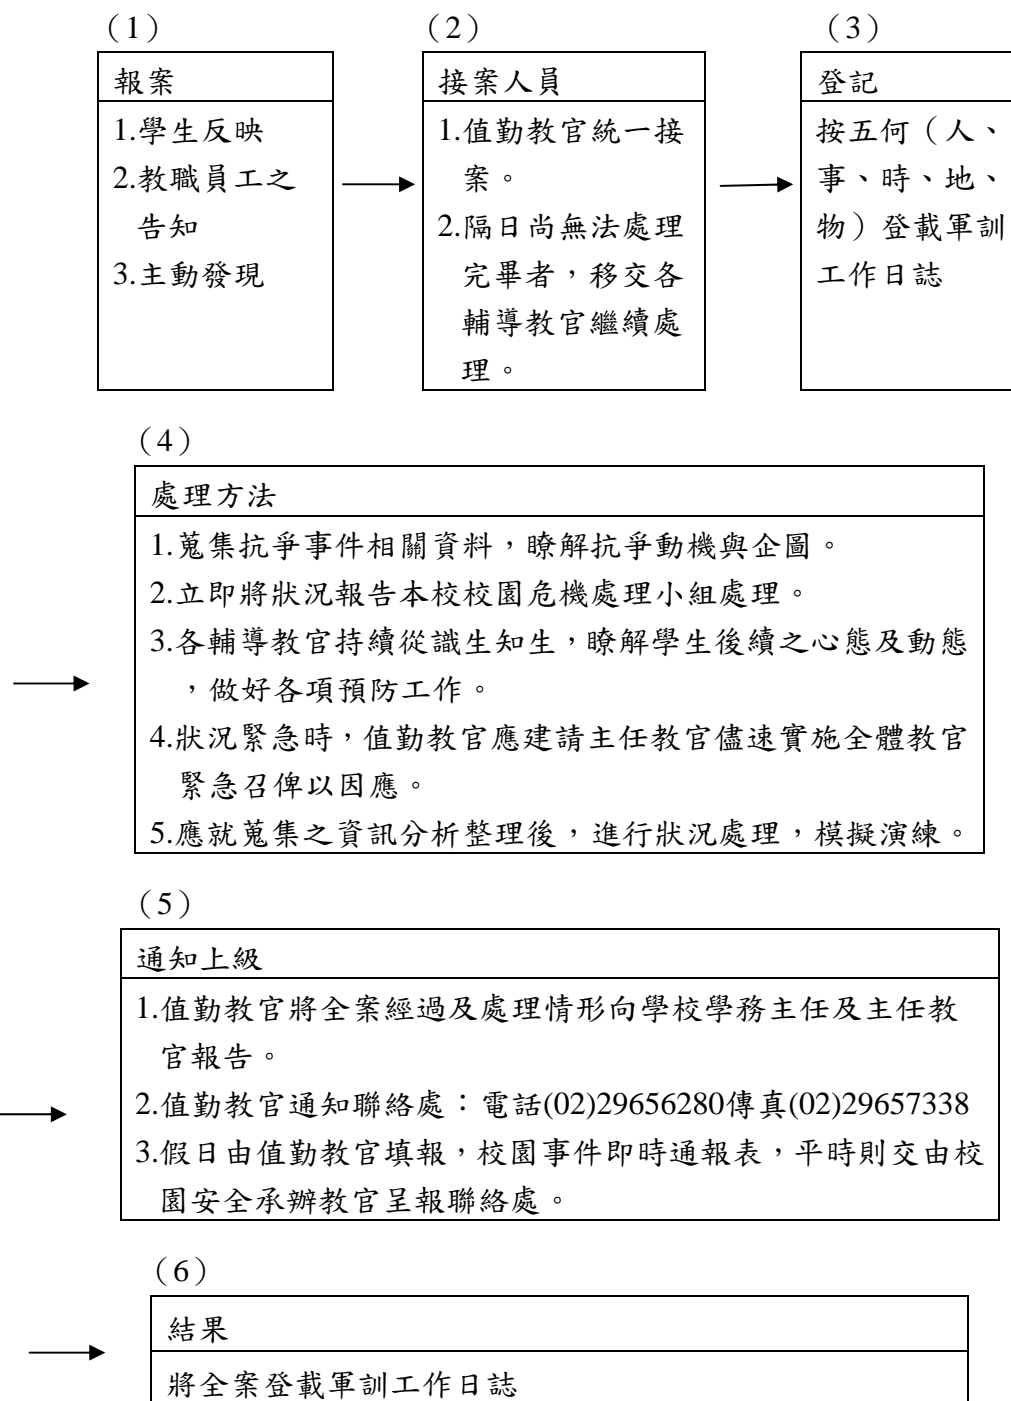 （1）
報案
1.學生反映
2.教職員工之
告知
3.主動發現
（2）
接案人員
1.值勤教官統一接
案。
2.隔日尚無法處理
完畢者，移交各
輔導教官繼續處
理。
（3）
登記
按五何（人、
事、時、地、
物）登載軍訓
工作日誌
（4）
處理方法
1.蒐集抗爭事件相關資料，瞭解抗爭動機與企圖。
2.立即將狀況報告本校校園危機處理小組處理。
3.各輔導教官持續從識生知生，瞭解學生後續之心態及動態
，做好各項預防工作。
4.狀況緊急時，值勤教官應建請主任教官儘速實施全體教官
緊急召俾以因應。
5.應就蒐集之資訊分析整理後，進行狀況處理，模擬演練。
（5）
通知上級
1.值勤教官將全案經過及處理情形向學校學務主任及主任教
官報告。
2.值勤教官通知聯絡處：電話(02)29656280傳真(02)29657338
3.假日由值勤教官填報，校園事件即時通報表，平時則交由校
園安全承辦教官呈報聯絡處。
（6）
結果
將全案登載軍訓工作日誌